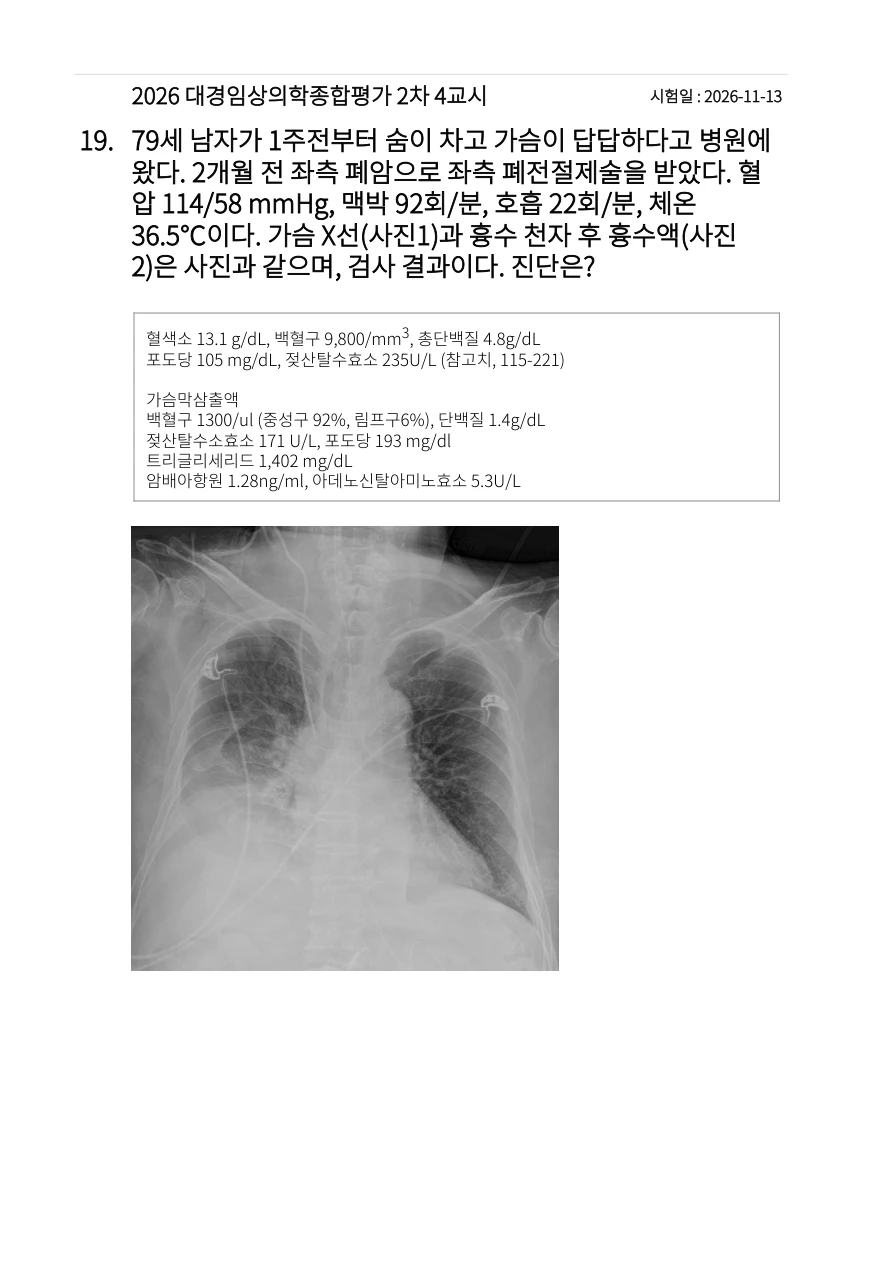 2026 대경임상의학종합평가 2차 4교시
시험일 : 2026-11-13
19. 79세 남자가 1주전부터 숨이 차고 가슴이 답답하다고 병원에
왔다. 2개월 전 좌측 폐암으로 좌측 폐전절제술을 받았다. 혈
압 114/58 mmHg, 맥박 92회/분, 호흡 22회/분, 체온
36.5℃이다. 가슴 X선(사진1)과 흉수 천자 후 흉수액(사진
2)은 사진과 같으며, 검사 결과이다. 진단은?
혈색소 13.1 g/dL, 백혈구 9,800/mm³, 총단백질 4.8g/dL
포도당 105 mg/dL, 젖산탈수효소 235U/L (참고치, 115-221)
가슴막삼출액
백혈구 1300/ul (중성구 92%, 림프구6%), 단백질 1.4g/dL
젖산탈수소효소 171 U/L, 포도당 193 mg/dl
트리글리세리드 1,402 mg/dL
암배아항원 1.28ng/ml, 아데노신탈아미노효소 5.3U/L